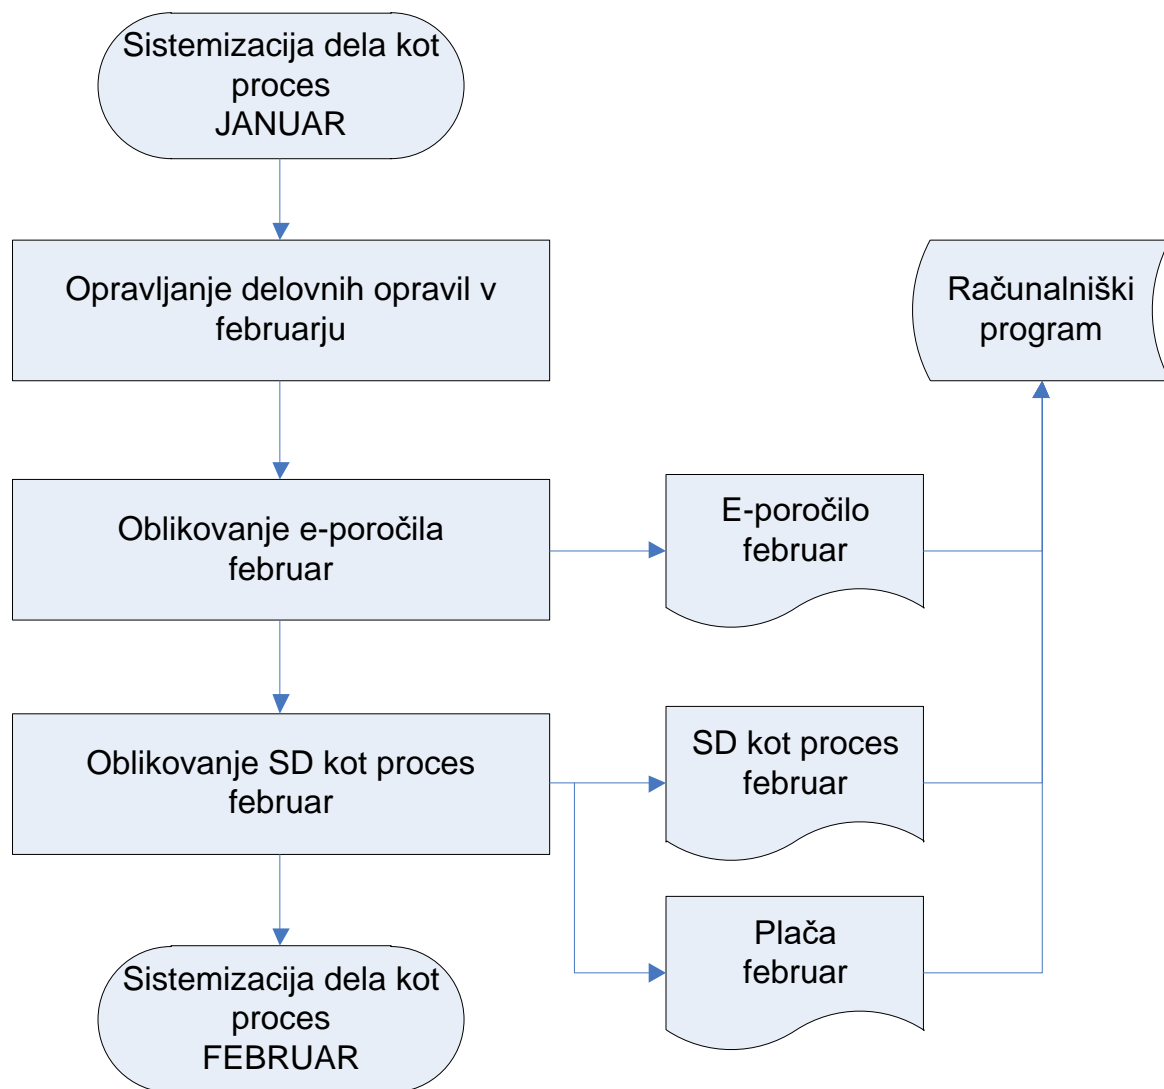 Sistemizacija dela kot
proces
JANUAR
Opravljanje delovnih opravil v
februarju
Računalniški
program
Oblikovanje e-poročila
februar
E-poročilo
februar
Oblikovanje SD kot proces
februar
SD kot proces
februar
Plača
februar
Sistemizacija dela kot
proces
FEBRUAR